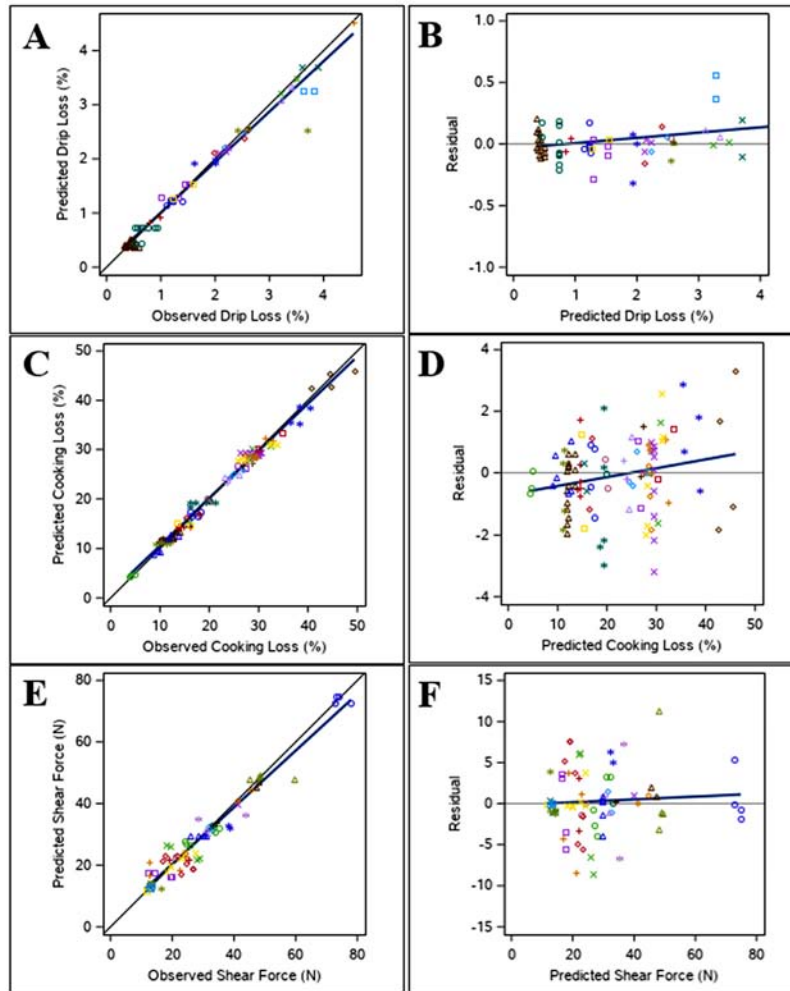 A
4
3
2
1
0
Predicted Drip Loss (%)
0 1 2 3 4
Observed Drip Loss (%)
B
1.0
0.5
0.0
-0.5
-1.0
Residual
0 1 2 3 4
Predicted Drip Loss (%)
C
50
40
30
20
10
0
Predicted Cooking Loss (%)
0 10 20 30 40 50
Observed Cooking Loss (%)
D
4
2
0
-2
-4
Residual
0 10 20 30 40 50
Predicted Cooking Loss (%)
E
80
60
40
20
0
Predicted Shear Force (N)
0 20 40 60 80
Observed Shear Force (N)
F
15
10
5
0
-5
-10
-15
Residual
0 20 40 60 80
Predicted Shear Force (N)